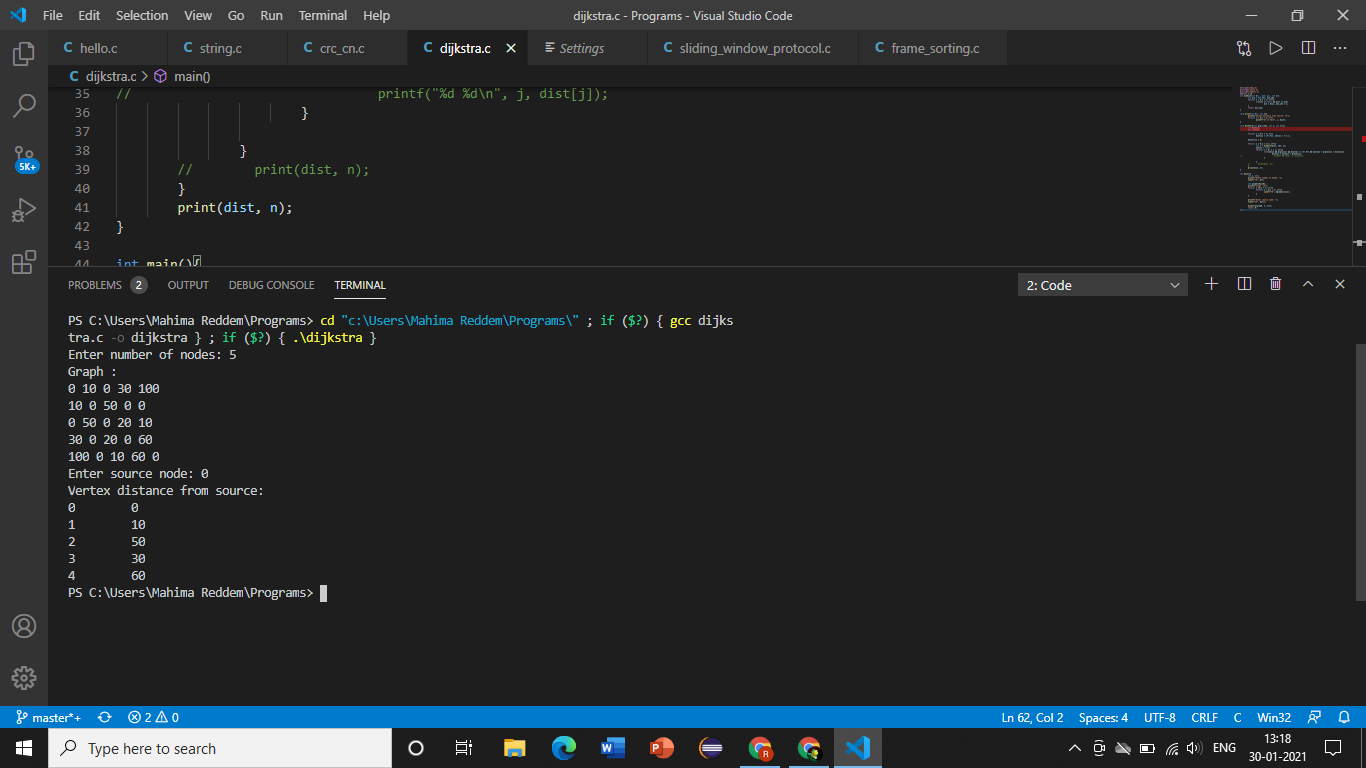 File Edit Selection View Go Run Terminal Help dijkstra.c - Programs - Visual Studio Code
hello.c string.c crc_cn.c dijkstra.c Settings sliding_window_protocol.c frame_sorting.c
dijkstra.c > main()
35 // printf("%d %d\n", j, dist[j]);
36 }
37
38 }
39 // print(dist, n);
40 }
41 print(dist, n);
42 }
43
44 int main(){
PROBLEMS 2 OUTPUT DEBUG CONSOLE TERMINAL 2: Code
PS C:\Users\Mahima Reddem\Programs> cd "c:\Users\Mahima Reddem\Programs\" ; if ($?) { gcc dijks
tra.c -o dijkstra } ; if ($?) { .\dijkstra }
Enter number of nodes: 5
Graph :
0 10 0 30 100
10 0 50 0 0
0 50 0 20 10
30 0 20 0 60
100 0 10 60 0
Enter source node: 0
Vertex distance from source:
0 0
1 10
2 50
3 30
4 60
PS C:\Users\Mahima Reddem\Programs>
5K+
master*+ 2 0 Ln 62, Col 2 Spaces: 4 UTF-8 CRLF C Win32
Type here to search
ENG 13:18
30-01-2021